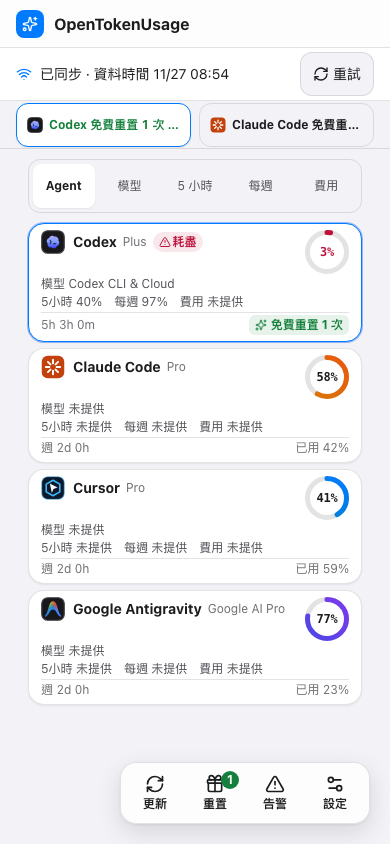 OpenTokenUsage
已同步 · 資料時間 11/27 08:54
重試
Codex 免費重置 1 次 ...
Claude Code 免費重...
Agent 模型 5 小時 每週 費用
Codex Plus 耗盡
3%
模型 Codex CLI & Cloud
5小時 40% 每週 97% 費用 未提供
5h 3h 0m
免費重置 1 次
Claude Code Pro
58%
模型 未提供
5小時 未提供 每週 未提供 費用 未提供
週 2d 0h
已用 42%
Cursor Pro
41%
模型 未提供
5小時 未提供 每週 未提供 費用 未提供
週 2d 0h
已用 59%
Google Antigravity Google AI Pro
77%
模型 未提供
5小時 未提供 每週 未提供 費用 未提供
週 2d 0h
已用 23%
1
更新 重置 告警 設定